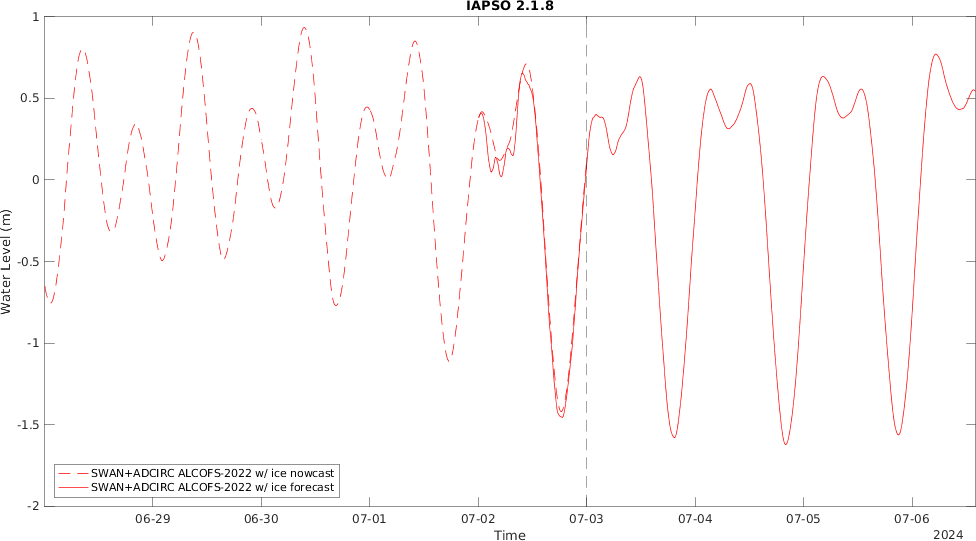 IAPSO 2.1.8
1
0.5
0
-0.5
-1
-1.5
-2
Water Level (m)
SWAN+ADCIRC ALCOFS-2022 w/ ice nowcast
SWAN+ADCIRC ALCOFS-2022 w/ ice forecast
06-29 06-30 07-01 07-02 07-03 07-04 07-05 07-06
Time
2024